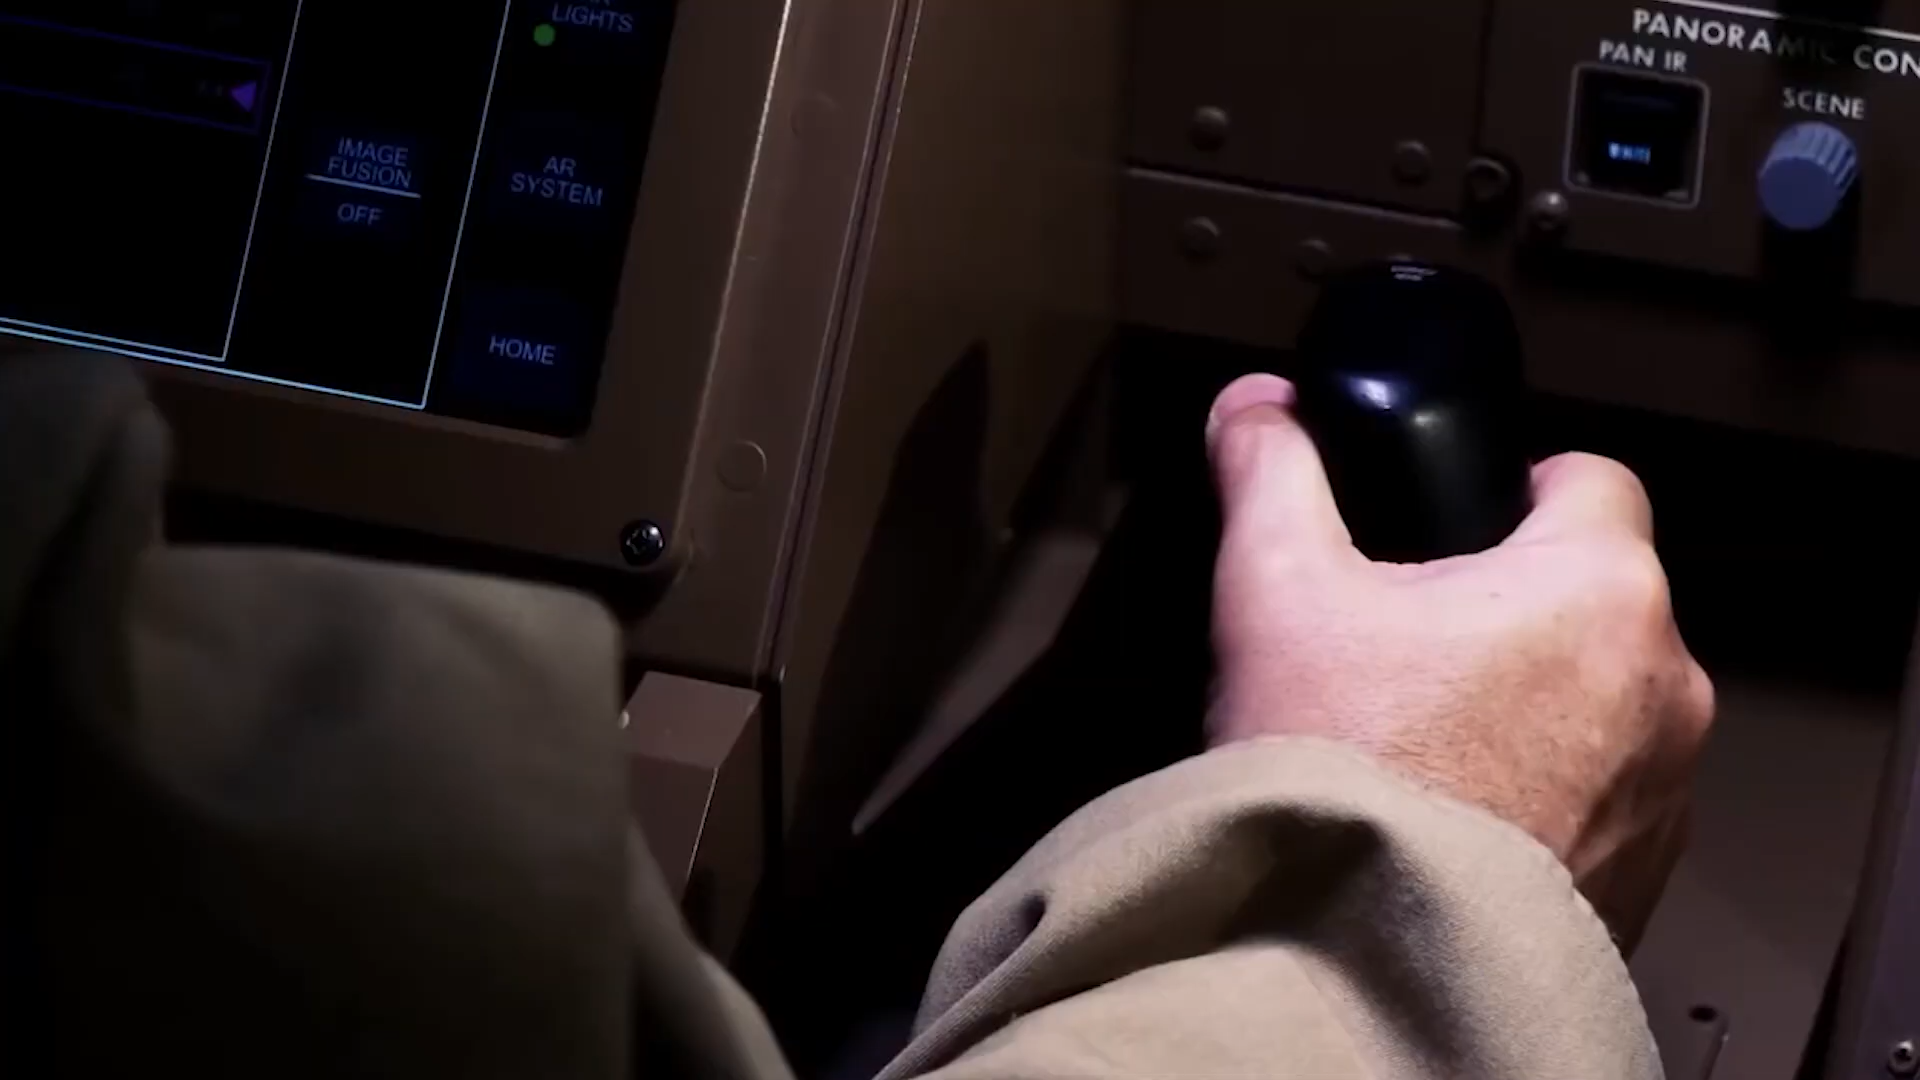 LIGHTS
IMAGE
FUSION
OFF
AR
SYSTEM
HOME
PANORAMIC CON
PAN IR
SCENE